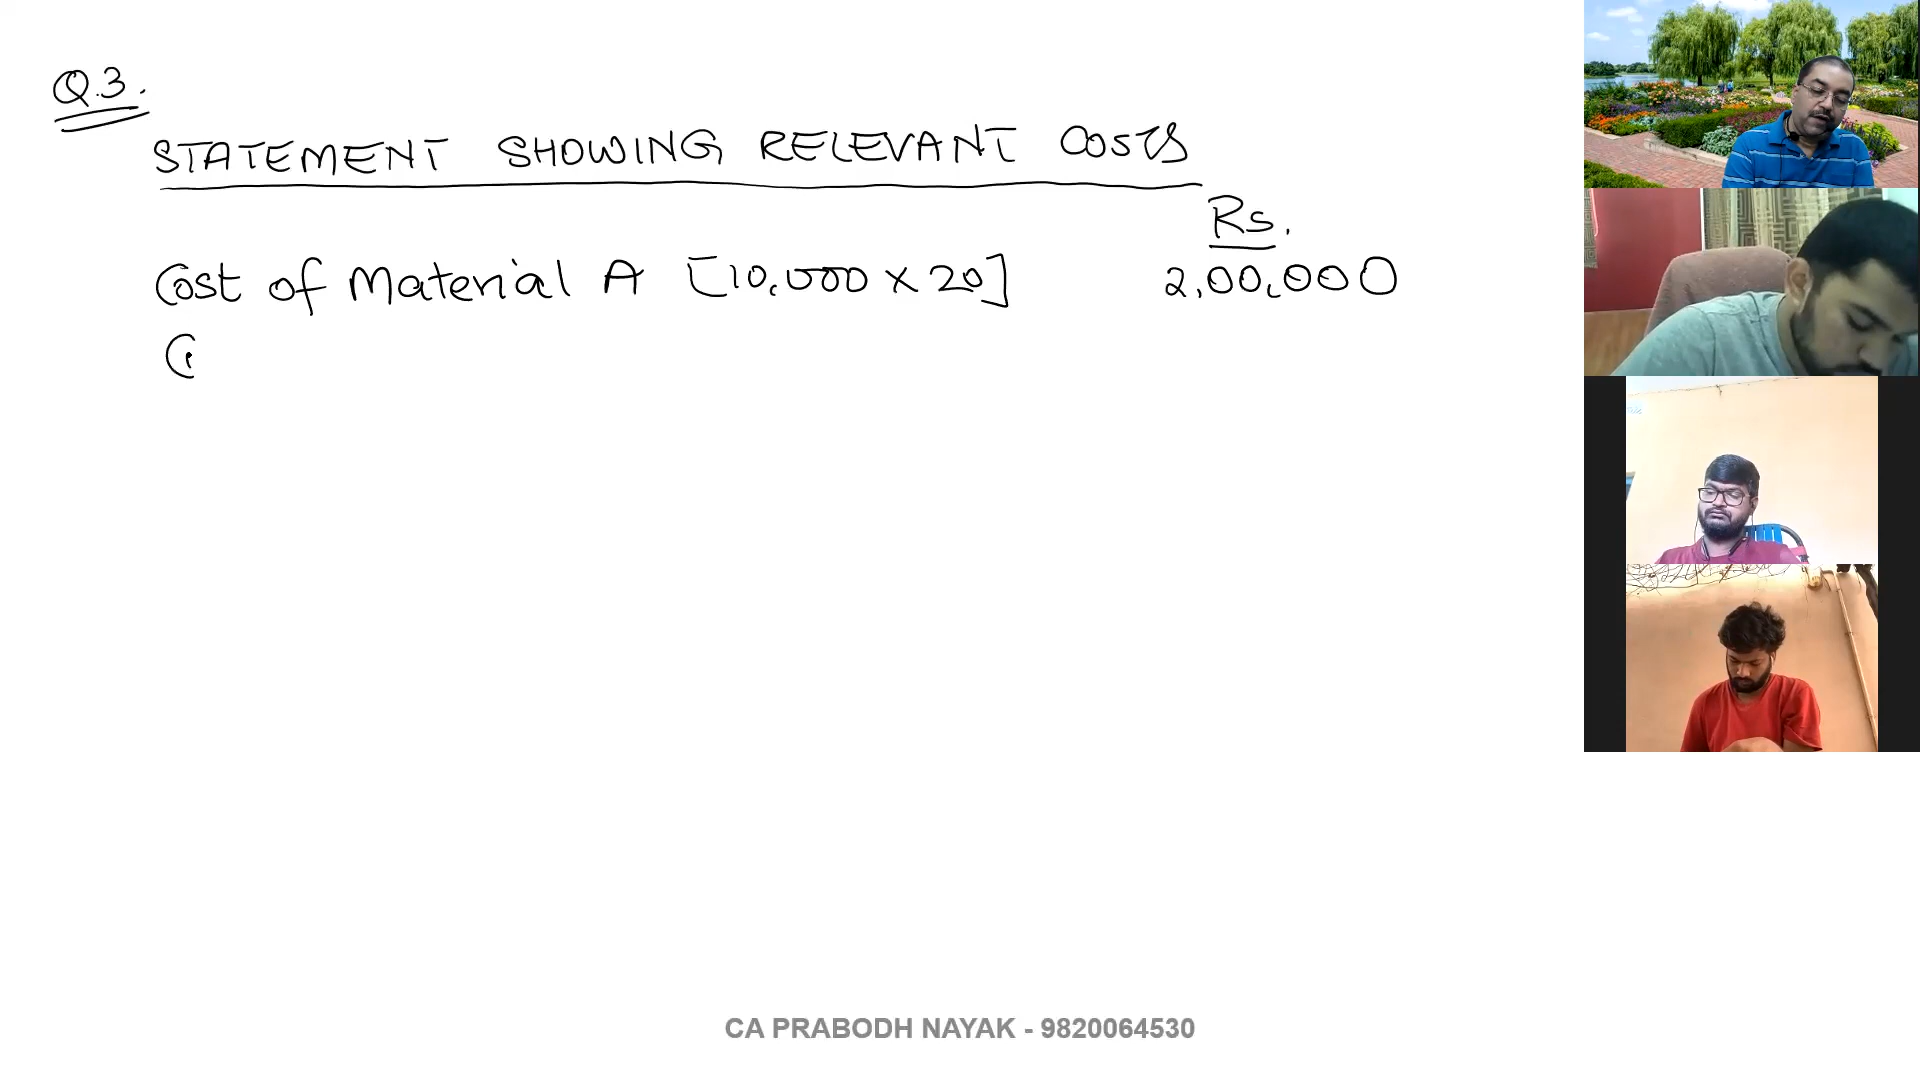 Q.3.
STATEMENT SHOWING RELEVANT COSTS
Rs.
Cost of Material A [10,000 × 20] 2,00,000
CA PRABODH NAYAK - 9820064530